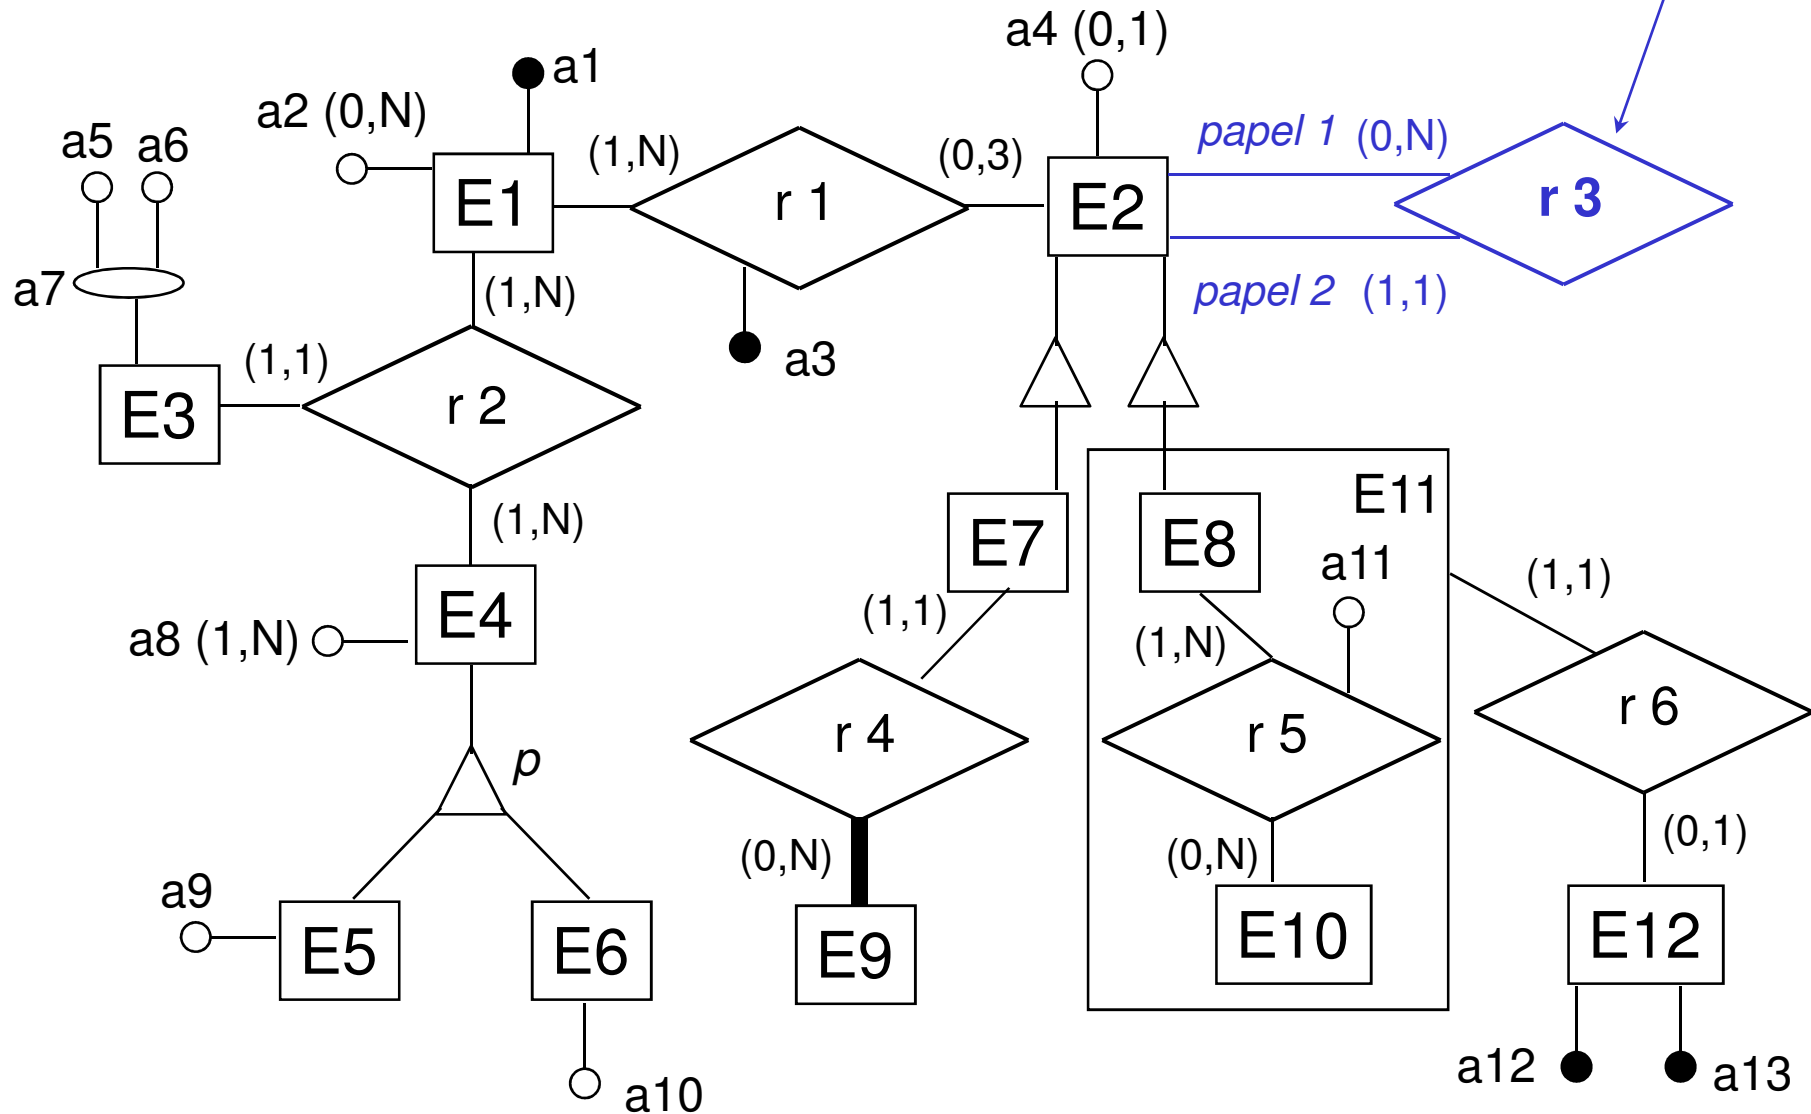 a4 (0,1)
a1
a2 (0,N)
a5
a6
(1,N)
(0,3)
papel 1 (0,N)
E1
r 1
E2
r 3
a7
(1,N)
papel 2 (1,1)
a3
(1,1)
E3
r 2
(1,N)
E11
E7
E8
a11
(1,1)
E4
a8 (1,N)
(1,1)
(1,N)
r 4
r 5
r 6
p
(0,N)
(0,N)
(0,1)
a9
E5
E6
E9
E10
E12
a10
a12
a13